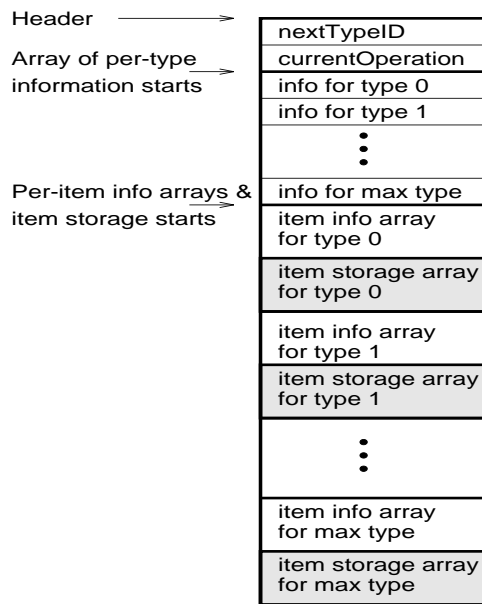 Header
nextTypeID
Array of per-type
information starts
currentOperation
info for type 0
info for type 1
Per-item info arrays &
item storage starts
info for max type
item info array
for type 0
item storage array
for type 0
item info array
for type 1
item storage array
for type 1
item info array
for max type
item storage array
for max type